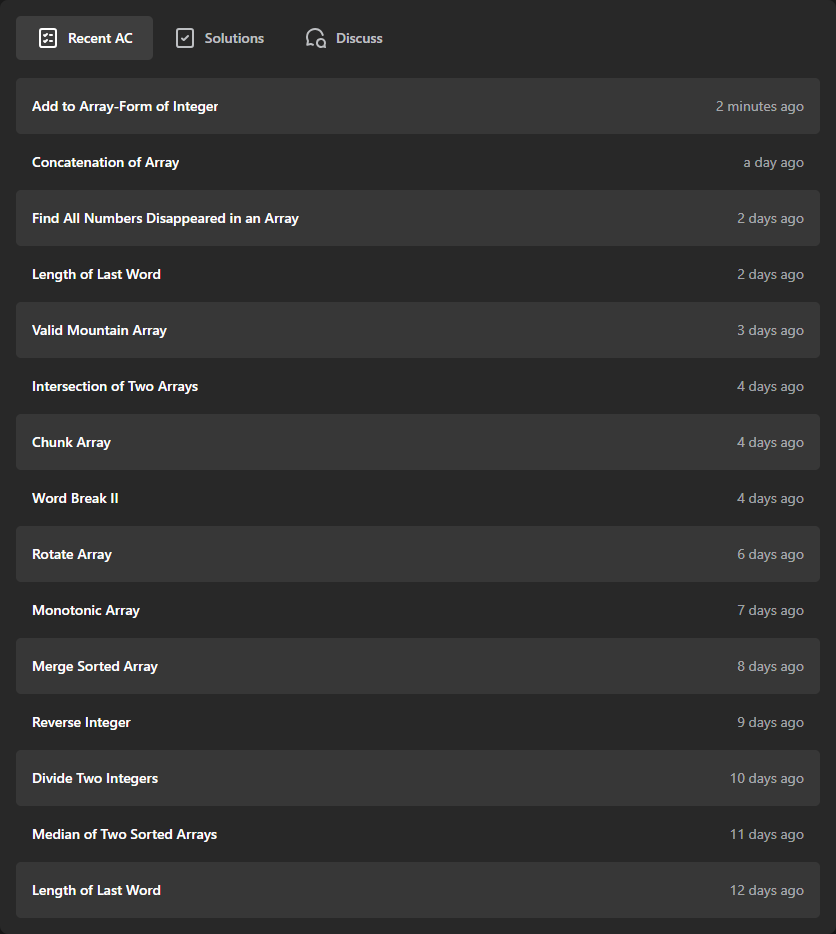 Recent AC Solutions Discuss
Add to Array-Form of Integer 2 minutes ago
Concatenation of Array a day ago
Find All Numbers Disappeared in an Array 2 days ago
Length of Last Word 2 days ago
Valid Mountain Array 3 days ago
Intersection of Two Arrays 4 days ago
Chunk Array 4 days ago
Word Break II 4 days ago
Rotate Array 6 days ago
Monotonic Array 7 days ago
Merge Sorted Array 8 days ago
Reverse Integer 9 days ago
Divide Two Integers 10 days ago
Median of Two Sorted Arrays 11 days ago
Length of Last Word 12 days ago